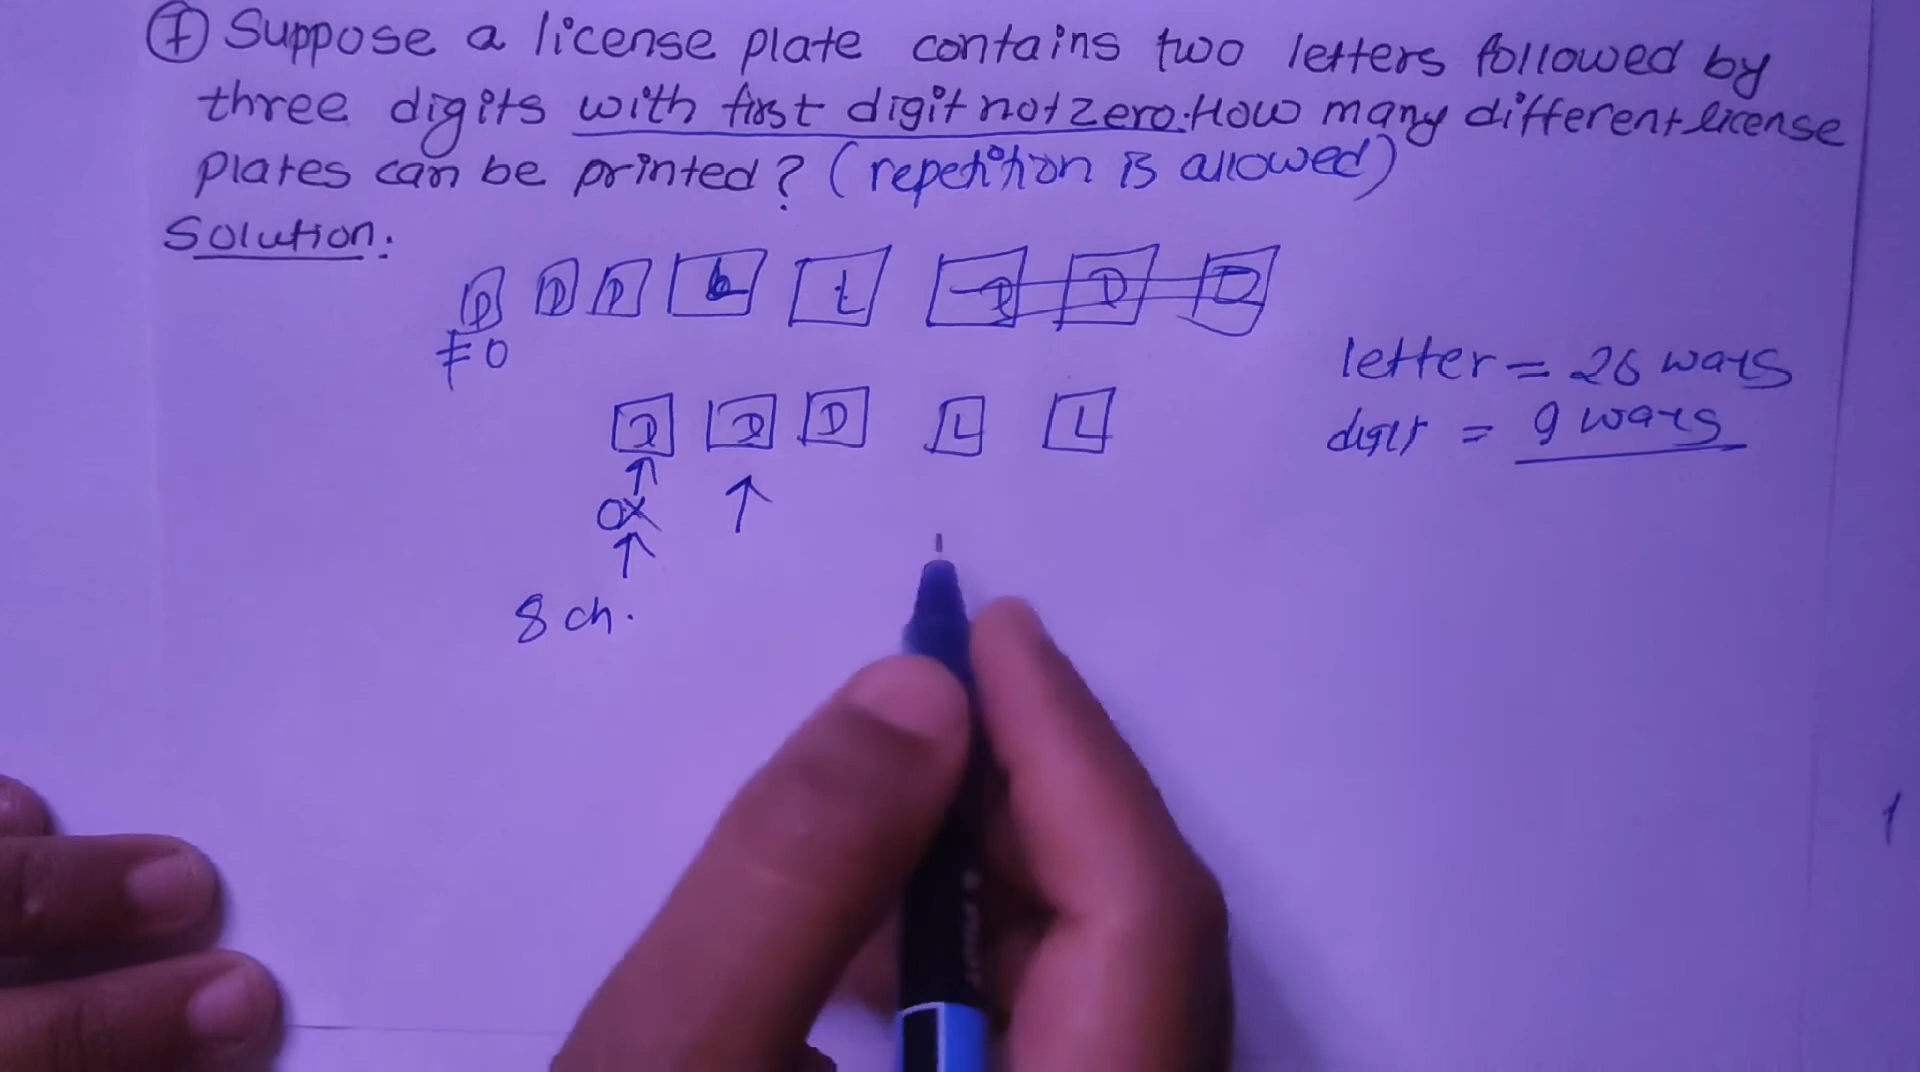 7 Suppose a license plate contains two letters followed by
three digits with first digit not zero. How many different license
plates can be printed? (repetition is allowed)
Solution:
D D D L L D D D
≠0
letter = 26 ways
D D D L L
digit = 9 ways
0X
8 ch.